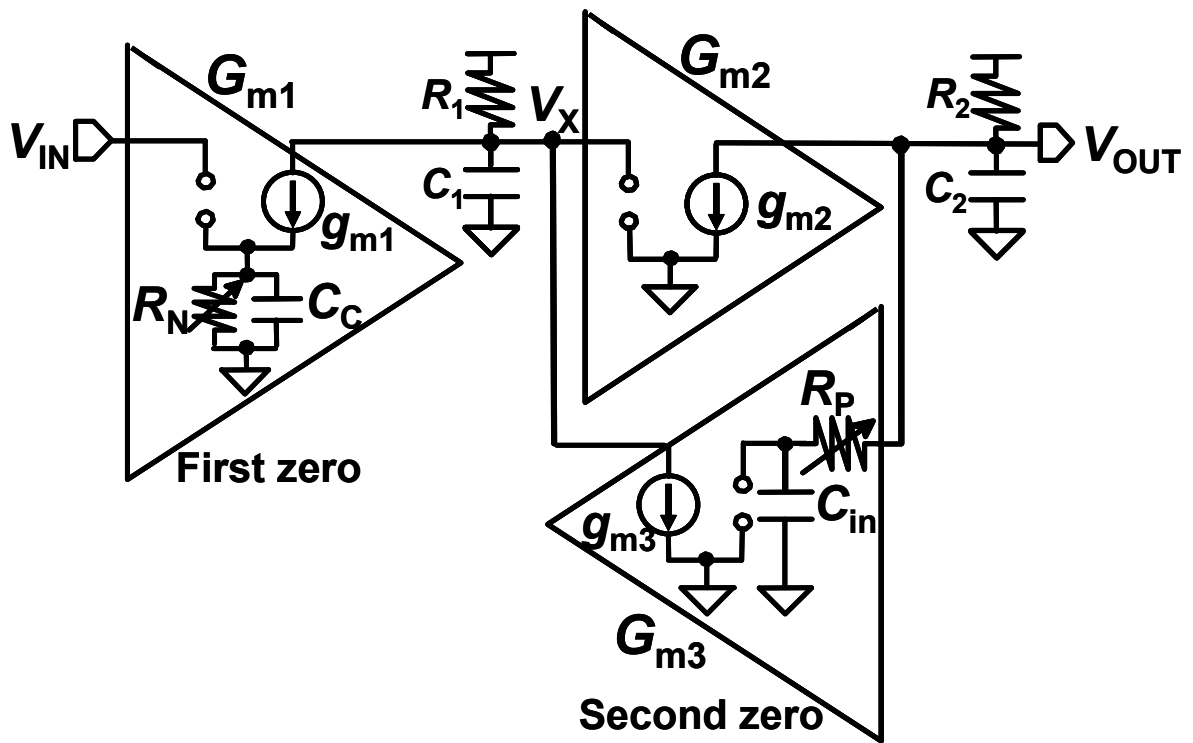 Gm1
Gm2
R1
R2
VIN
VX
VOUT
C1
C2
gm1
gm2
RN
CC
RP
First zero
Cin
gm3
Gm3
Second zero